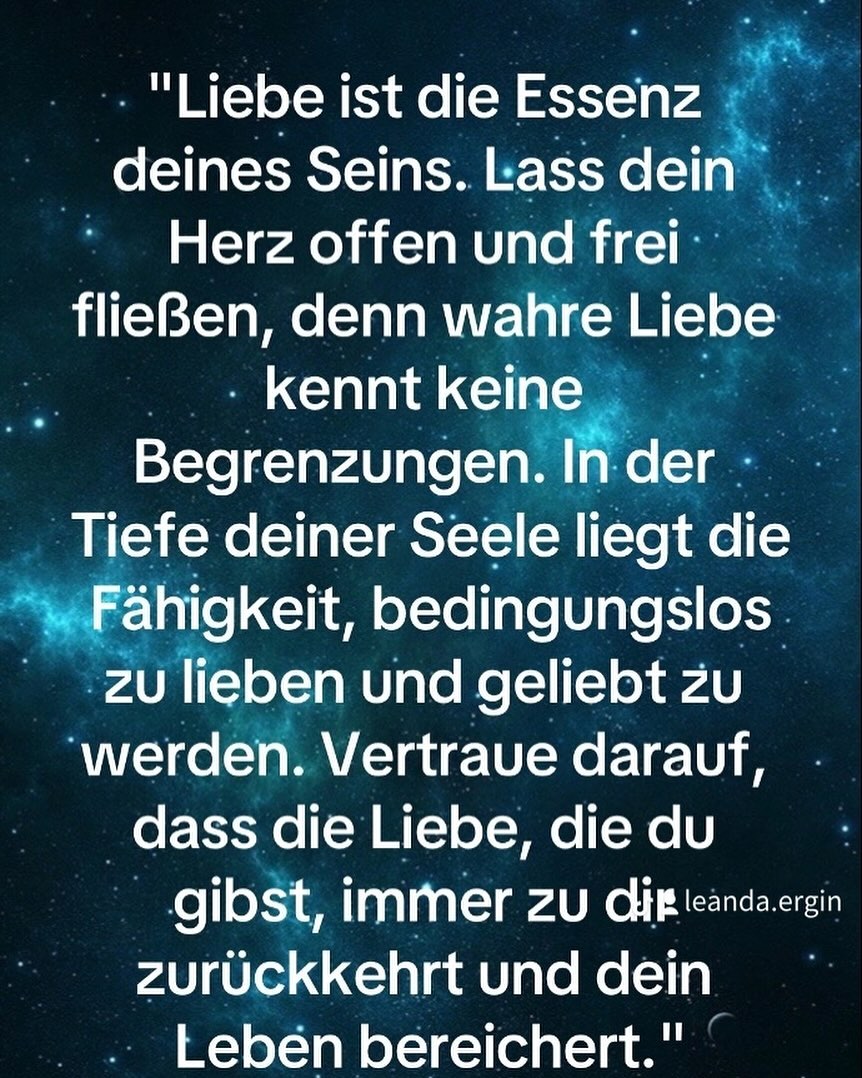 "Liebe ist die Essenz
deines Seins. Lass dein
Herz offen und frei
fließen, denn wahre Liebe
kennt keine
Begrenzungen. In der
Tiefe deiner Seele liegt die
Fähigkeit, bedingungslos
zu lieben und geliebt zu
werden. Vertraue darauf,
dass die Liebe, die du
gibst, immer zu dir
leanda.ergin
zurückkehrt und dein
Leben bereichert."